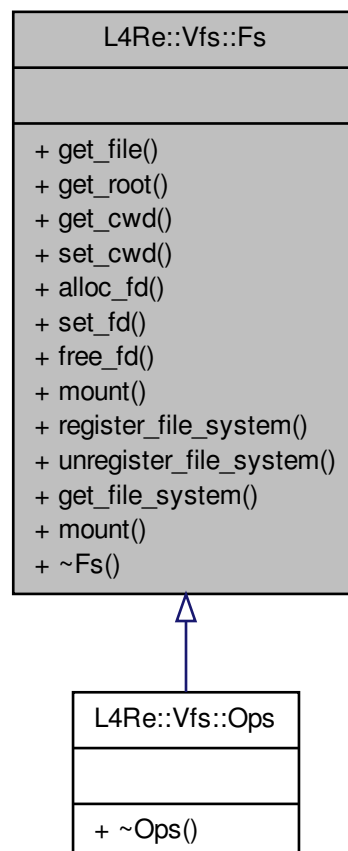 L4Re::Vfs::Fs
+ get_file()
+ get_root()
+ get_cwd()
+ set_cwd()
+ alloc_fd()
+ set_fd()
+ free_fd()
+ mount()
+ register_file_system()
+ unregister_file_system()
+ get_file_system()
+ mount()
+ ~Fs()
L4Re::Vfs::Ops
+ ~Ops()